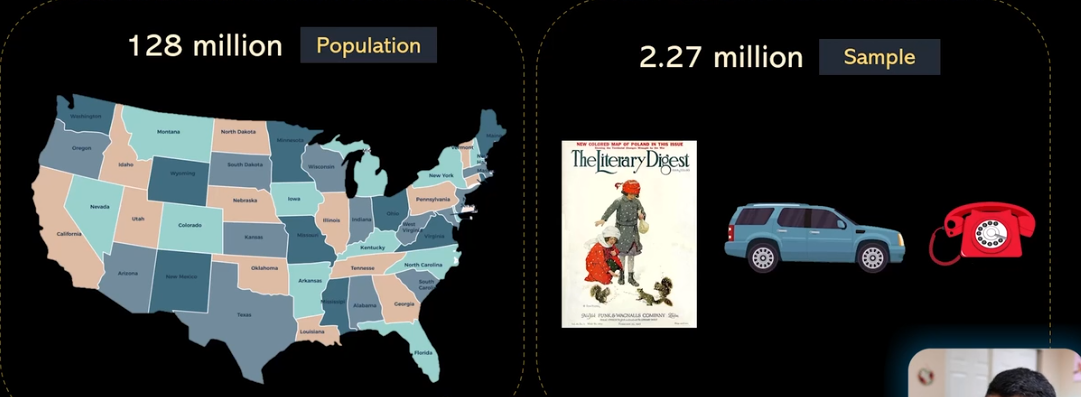 128 million
Population
2.27 million
Sample
Washington
Montana
North Dakota
Minnesota
Oregon
Idaho
South Dakota
Wisconsin
Wyoming
New York
Nevada
Nebraska
Iowa
Pennsylvania
Utah
Colorado
Illinois
Indiana
Ohio
West
Virginia
Virginia
California
Kansas
Missouri
Kentucky
Arizona
New Mexico
Oklahoma
Arkansas
Tennessee
North Carolina
South
Carolina
Texas
Louisiana
Mississippi
Alabama
Georgia
Florida
NEW COLORED MAP OF POLAND IN THIS ISSUE
The Literary Digest
FUNK & WAGNALLS COMPANY